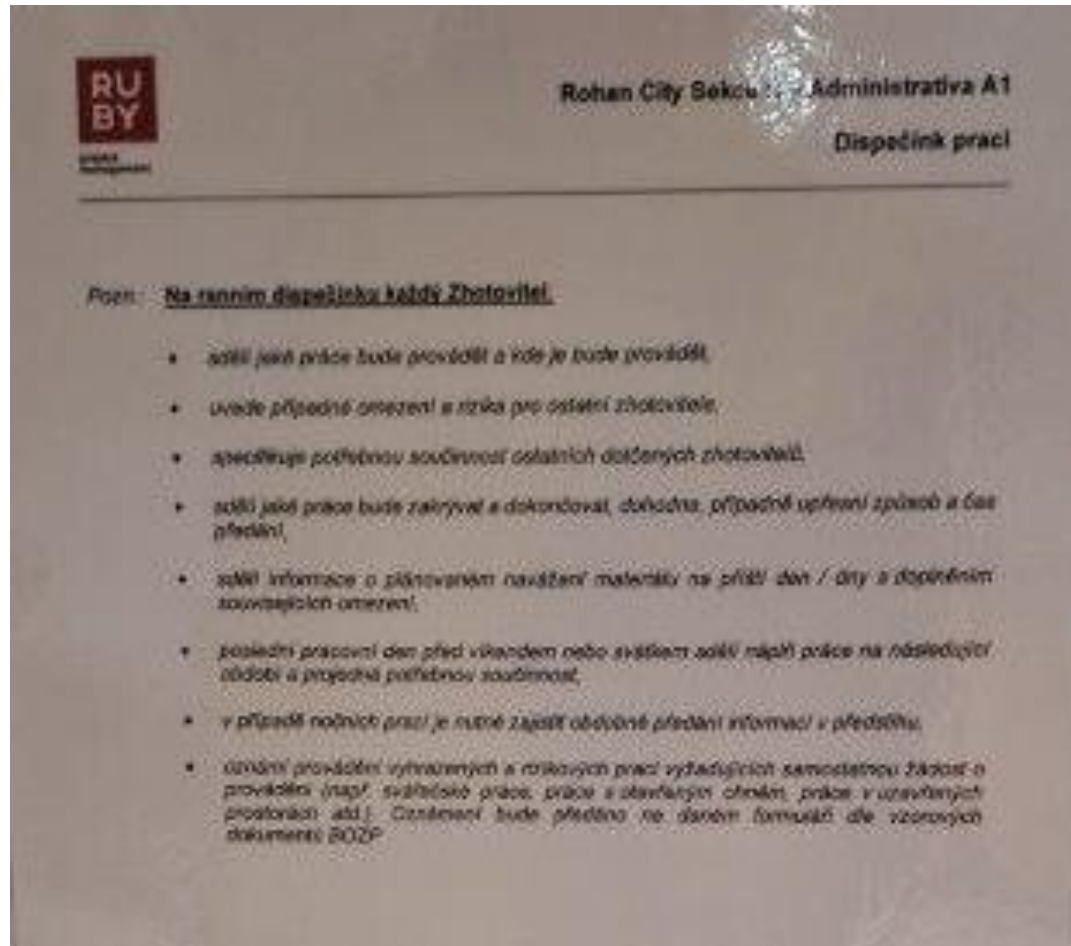 RU
BY
project
management
Rohan City Administrativa A1
Dispečink prací
Pozn.: Na ranním dispečinku každý Zhotovitel:
• sdělí jaké práce bude provádět a kde je bude provádět,
• uvede případné omezení a rizika pro ostatní zhotovitele,
• specifikuje potřebnou součinnost ostatních dotčených zhotovitelů,
• sdělí jaké práce bude zakrývat a dokončovat, dohodne, případně upřesní způsob a čas
předání,
• sdělí informace o plánovaném navážení materiálu na příští den / dny s doplněním
souvisejících omezení,
• poslední pracovní den před víkendem nebo svátkem sdělí náplň práce na následující
období a projedná potřebnou součinnost,
• v případě nočních prací je nutné zajistit obdobné předání informací v předstihu,
• oznámí provádění vyhrazených a rizikových prací vyžadujících samostatnou žádost o
provádění (např. svářečské práce, práce s otevřeným ohněm, práce v uzavřených
prostorách atd.). Oznámení bude předáno na daném formuláři dle vzorových
dokumentů BOZP